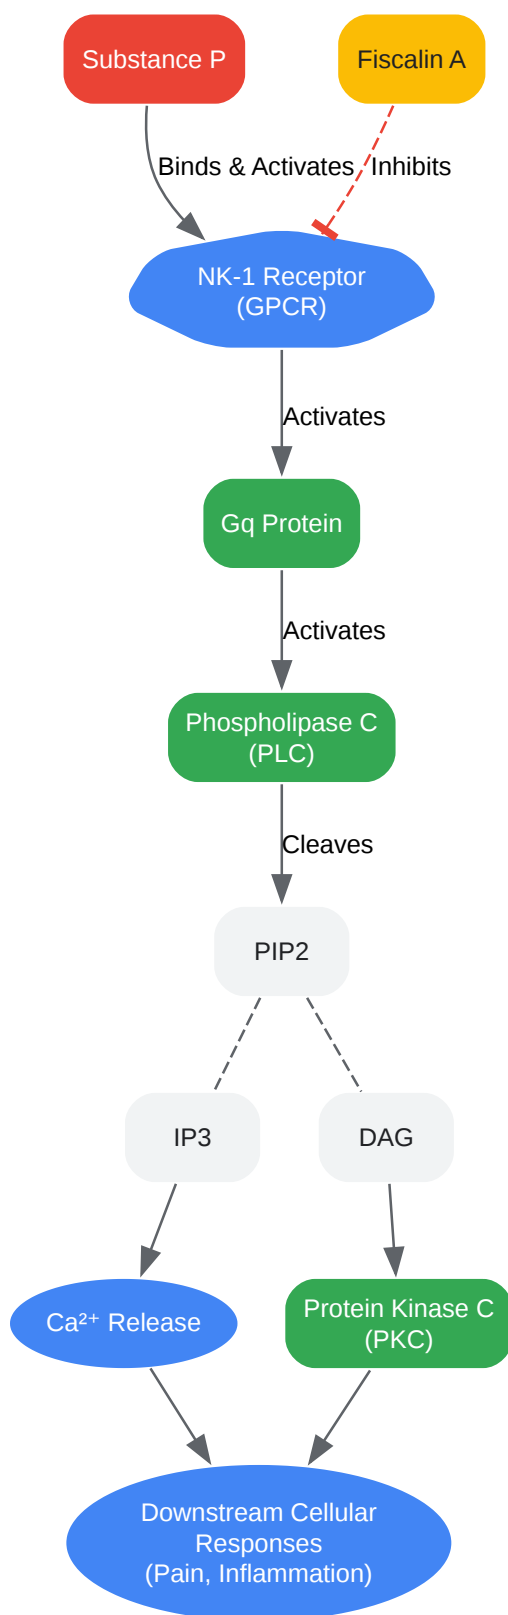 Substance P
Fiscalin A
Binds & Activates
Inhibits
NK-1 Receptor
(GPCR)
Activates
Gq Protein
Activates
Phospholipase C
(PLC)
Cleaves
PIP2
IP3
DAG
Ca²⁺ Release
Protein Kinase C
(PKC)
Downstream Cellular
Responses
(Pain, Inflammation)